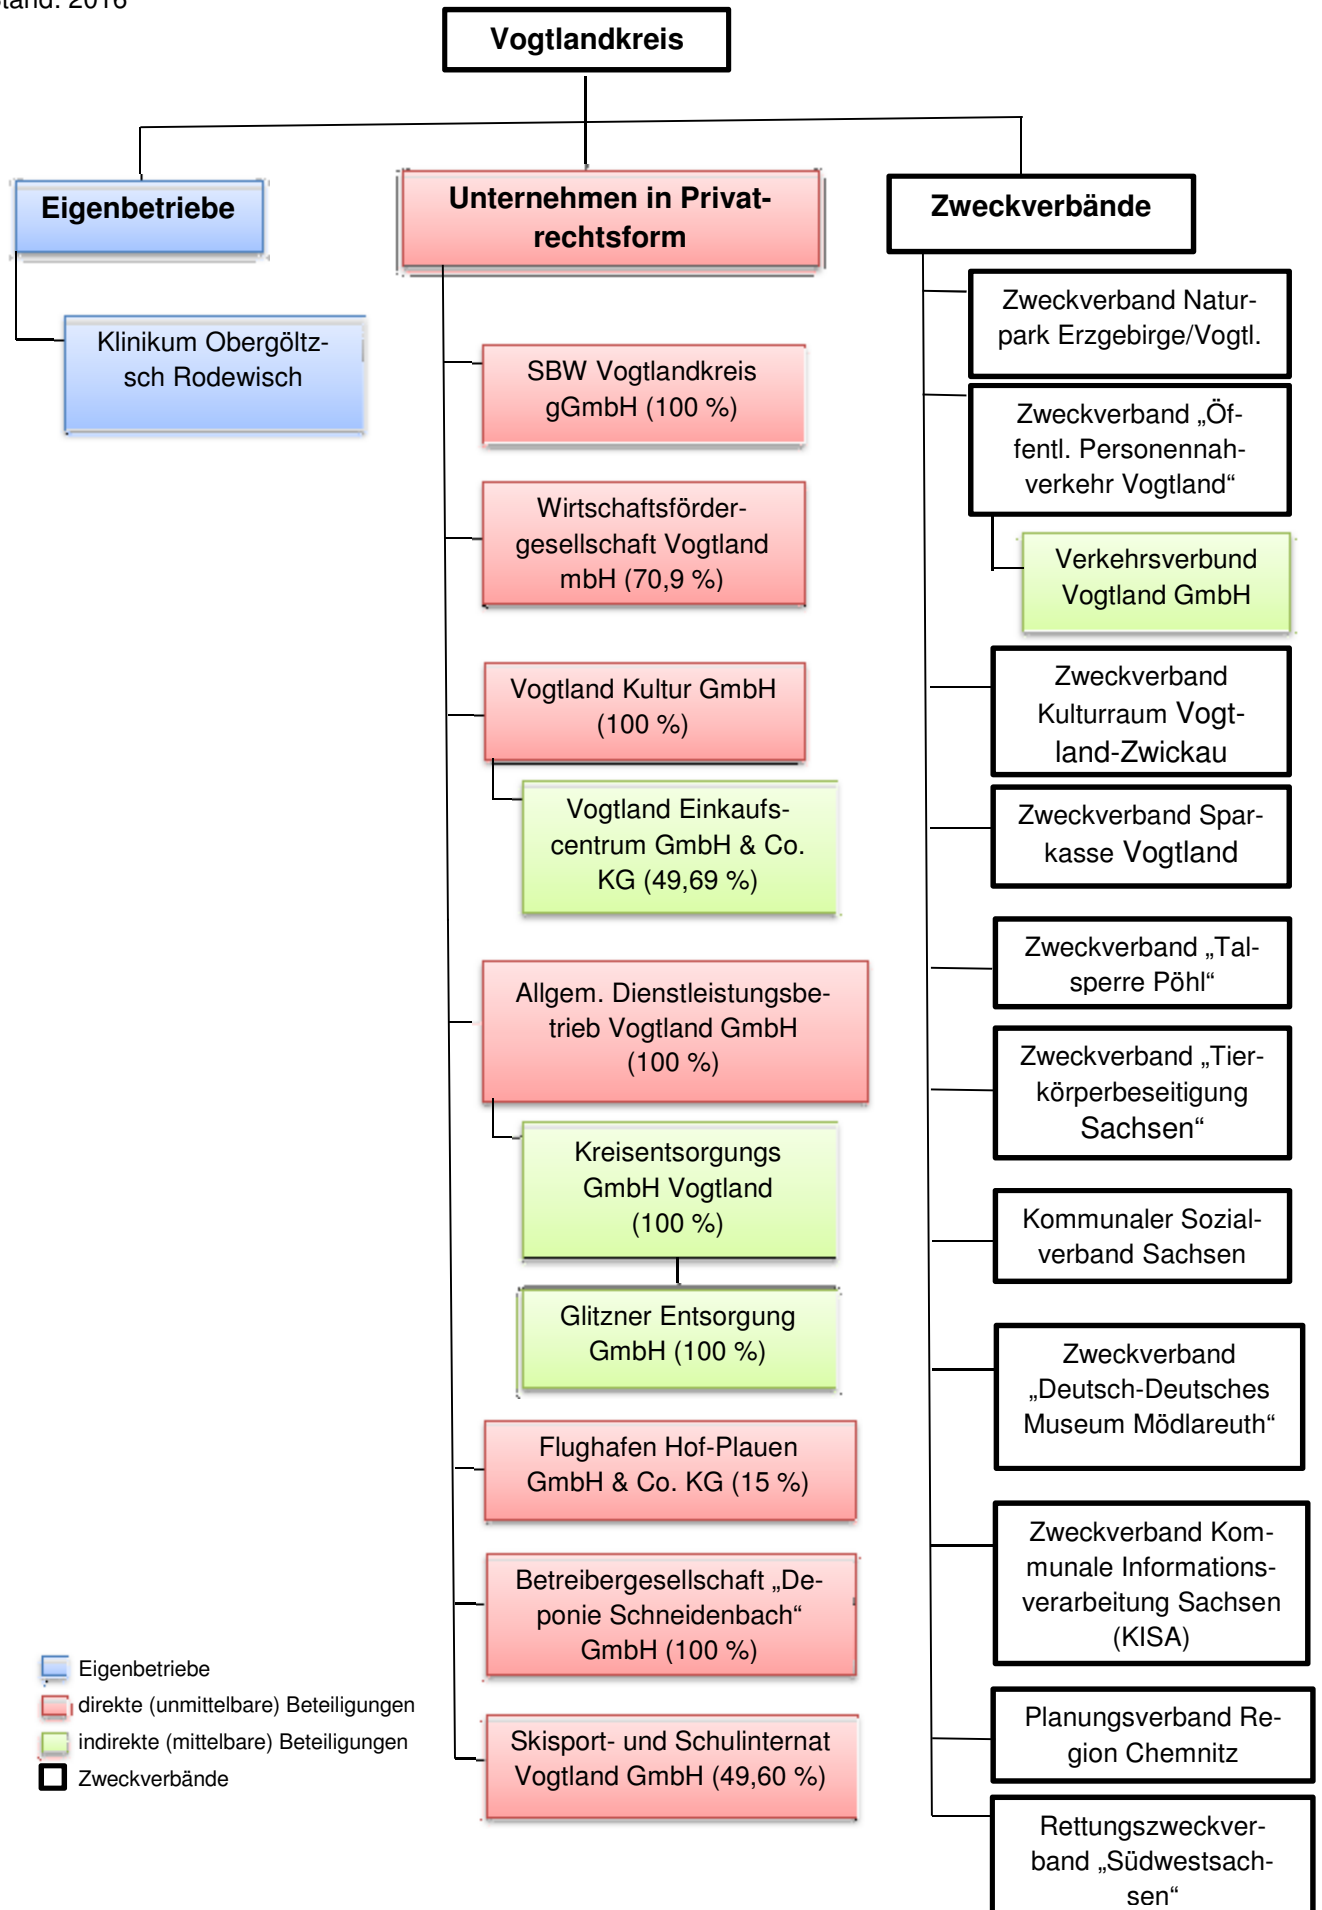 Stand: 2016
Vogtlandkreis
Eigenbetriebe
Klinikum Obergöltz-
sch Rodewisch
Unternehmen in Privat-
rechtsform
SBW Vogtlandkreis
gGmbH (100 %)
Wirtschaftsförder-
gesellschaft Vogtland
mbH (70,9 %)
Vogtland Kultur GmbH
(100 %)
Vogtland Einkaufs-
centrum GmbH & Co.
KG (49,69 %)
Allgem. Dienstleistungsbe-
trieb Vogtland GmbH
(100 %)
Kreisentsorgungs
GmbH Vogtland
(100 %)
Glitzner Entsorgung
GmbH (100 %)
Flughafen Hof-Plauen
GmbH & Co. KG (15 %)
Betreibergesellschaft „De-
ponie Schneidenbach“
GmbH (100 %)
Skisport- und Schulinternat
Vogtland GmbH (49,60 %)
Zweckverbände
Zweckverband Natur-
park Erzgebirge/Vogtl.
Zweckverband „Öf-
fentl. Personennah-
verkehr Vogtland“
Verkehrsverbund
Vogtland GmbH
Zweckverband
Kulturraum Vogt-
land-Zwickau
Zweckverband Spar-
kasse Vogtland
Zweckverband „Tal-
sperre Pöhl“
Zweckverband „Tier-
körperbeseitigung
Sachsen“
Kommunaler Sozial-
verband Sachsen
Zweckverband
„Deutsch-Deutsches
Museum Mödlareuth“
Zweckverband Kom-
munale Informations-
verarbeitung Sachsen
(KISA)
Planungsverband Re-
gion Chemnitz
Rettungszweckver-
band „Südwestsach-
sen“
Eigenbetriebe
direkte (unmittelbare) Beteiligungen
indirekte (mittelbare) Beteiligungen
Zweckverbände